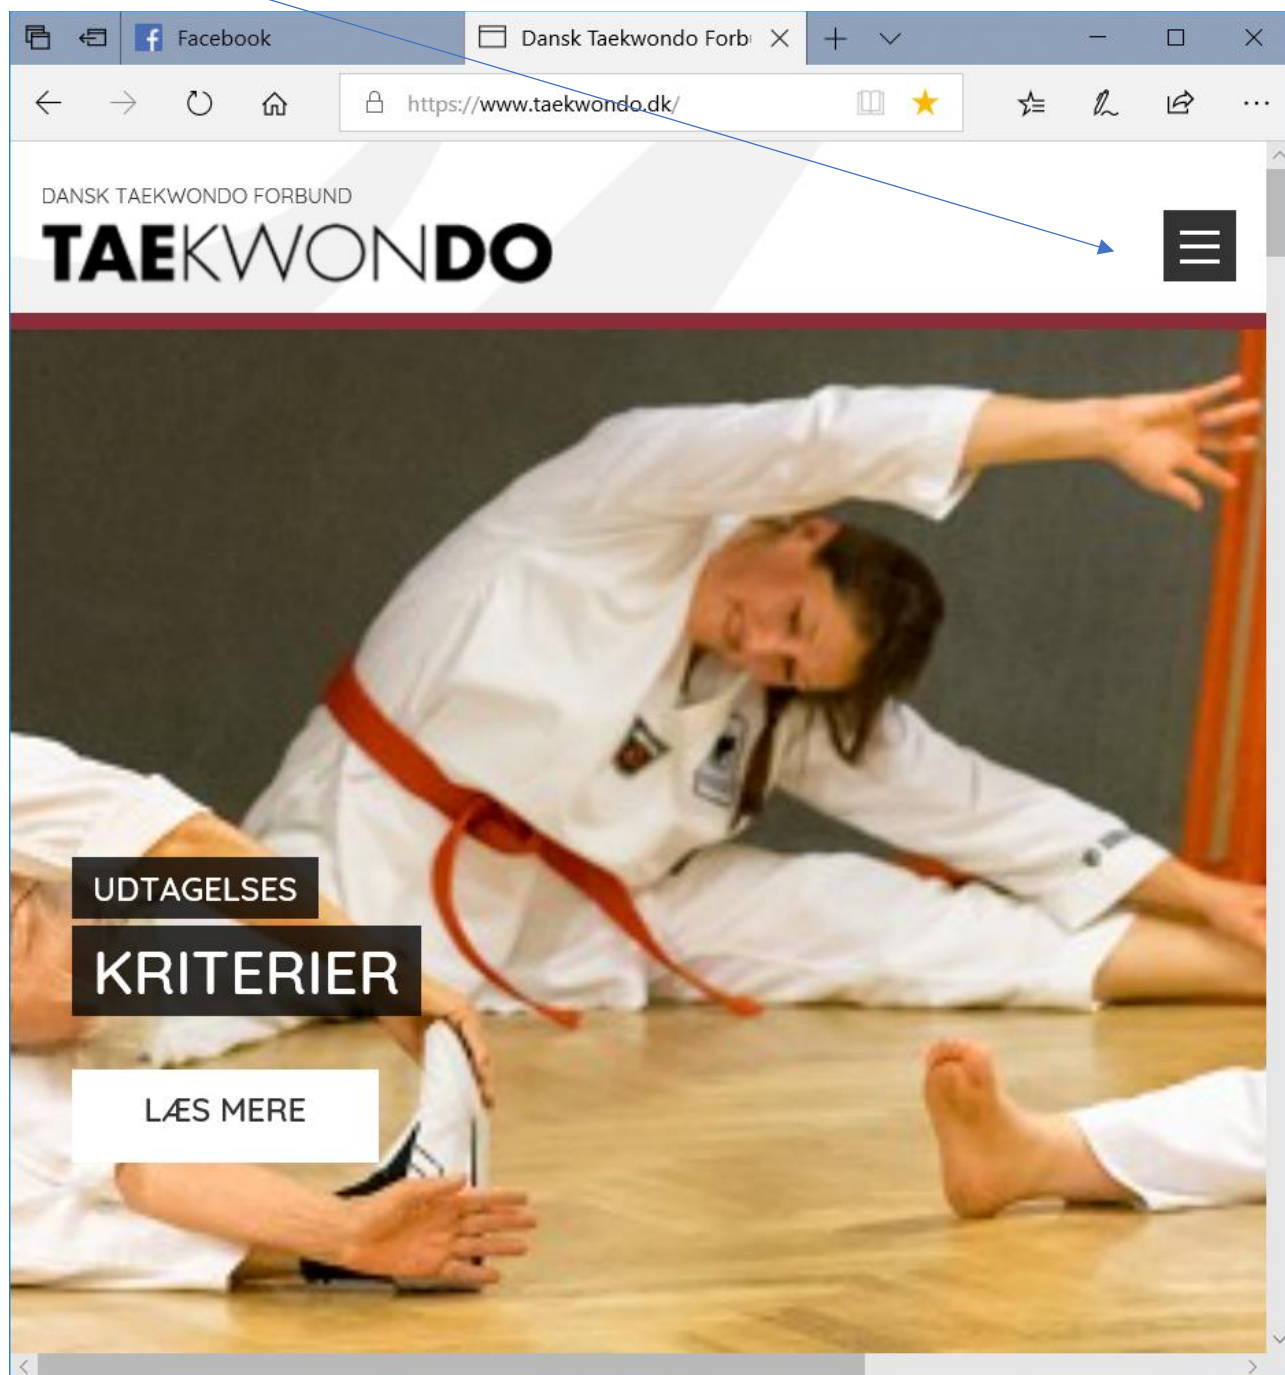 Facebook
Dansk Taekwondo Forb
https://www.taekwondo.dk/
DANSK TAEKWONDO FORBUND
TAEKWONDO
UDTAGELSES
KRITERIER
LÆS MERE